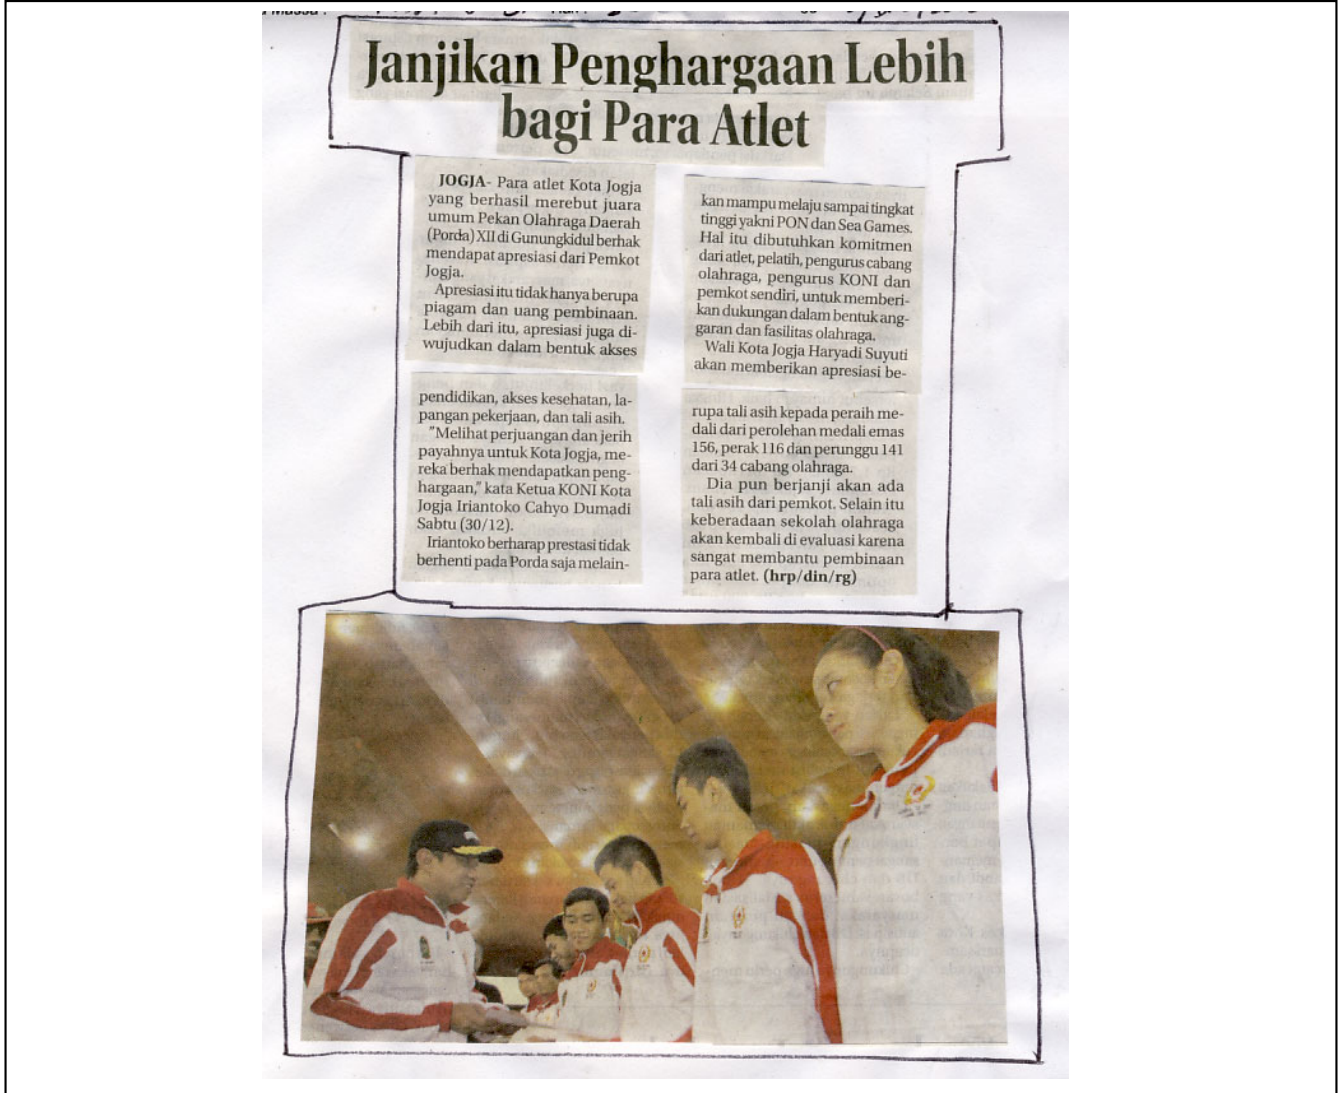 Massa :
Janjikan Penghargaan Lebih
bagi Para Atlet
JOGJA- Para atlet Kota Jogja
yang berhasil merebut juara
umum Pekan Olahraga Daerah
(Porda) XII di Gunungkidul berhak
mendapat apresiasi dari Pemkot
Jogja.
Apresiasi itu tidak hanya berupa
piagam dan uang pembinaan.
Lebih dari itu, apresiasi juga di-
wujudkan dalam bentuk akses
pendidikan, akses kesehatan, la-
pangan pekerjaan, dan tali asih.
"Melihat perjuangan dan jerih
payahnya untuk Kota Jogja, me-
reka berhak mendapatkan peng-
hargaan," kata Ketua KONI Kota
Jogja Iriantoko Cahyo Dumadi
Sabtu (30/12).
Iriantoko berharap prestasi tidak
berhenti pada Porda saja melain-
kan mampu melaju sampai tingkat
tinggi yakni PON dan Sea Games.
Hal itu dibutuhkan komitmen
dari atlet, pelatih, pengurus cabang
olahraga, pengurus KONI dan
pemkot sendiri, untuk memberi-
kan dukungan dalam bentuk ang-
garan dan fasilitas olahraga.
Wali Kota Jogja Haryadi Suyuti
akan memberikan apresiasi be-
rupa tali asih kepada peraih me-
dali dari perolehan medali emas
156, perak 116 dan perunggu 141
dari 34 cabang olahraga.
Dia pun berjanji akan ada
tali asih dari pemkot. Selain itu
keberadaan sekolah olahraga
akan kembali di evaluasi karena
sangat membantu pembinaan
para atlet. (hrp/din/rg)